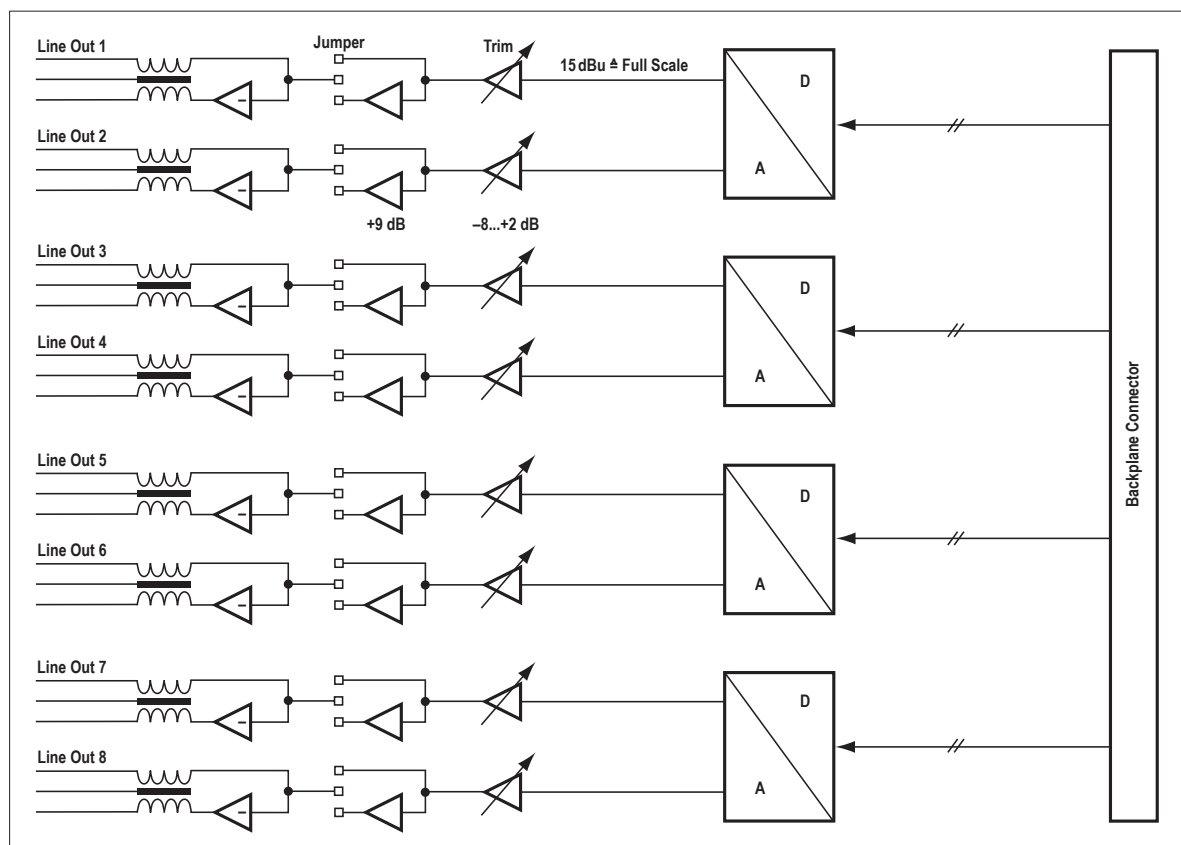 Line Out 1
Jumper
Trim
15 dBu ≙ Full Scale
D
A
Line Out 2
+9 dB
–8...+2 dB
Line Out 3
D
A
Line Out 4
Line Out 5
D
A
Line Out 6
Line Out 7
D
A
Line Out 8
Backplane Connector